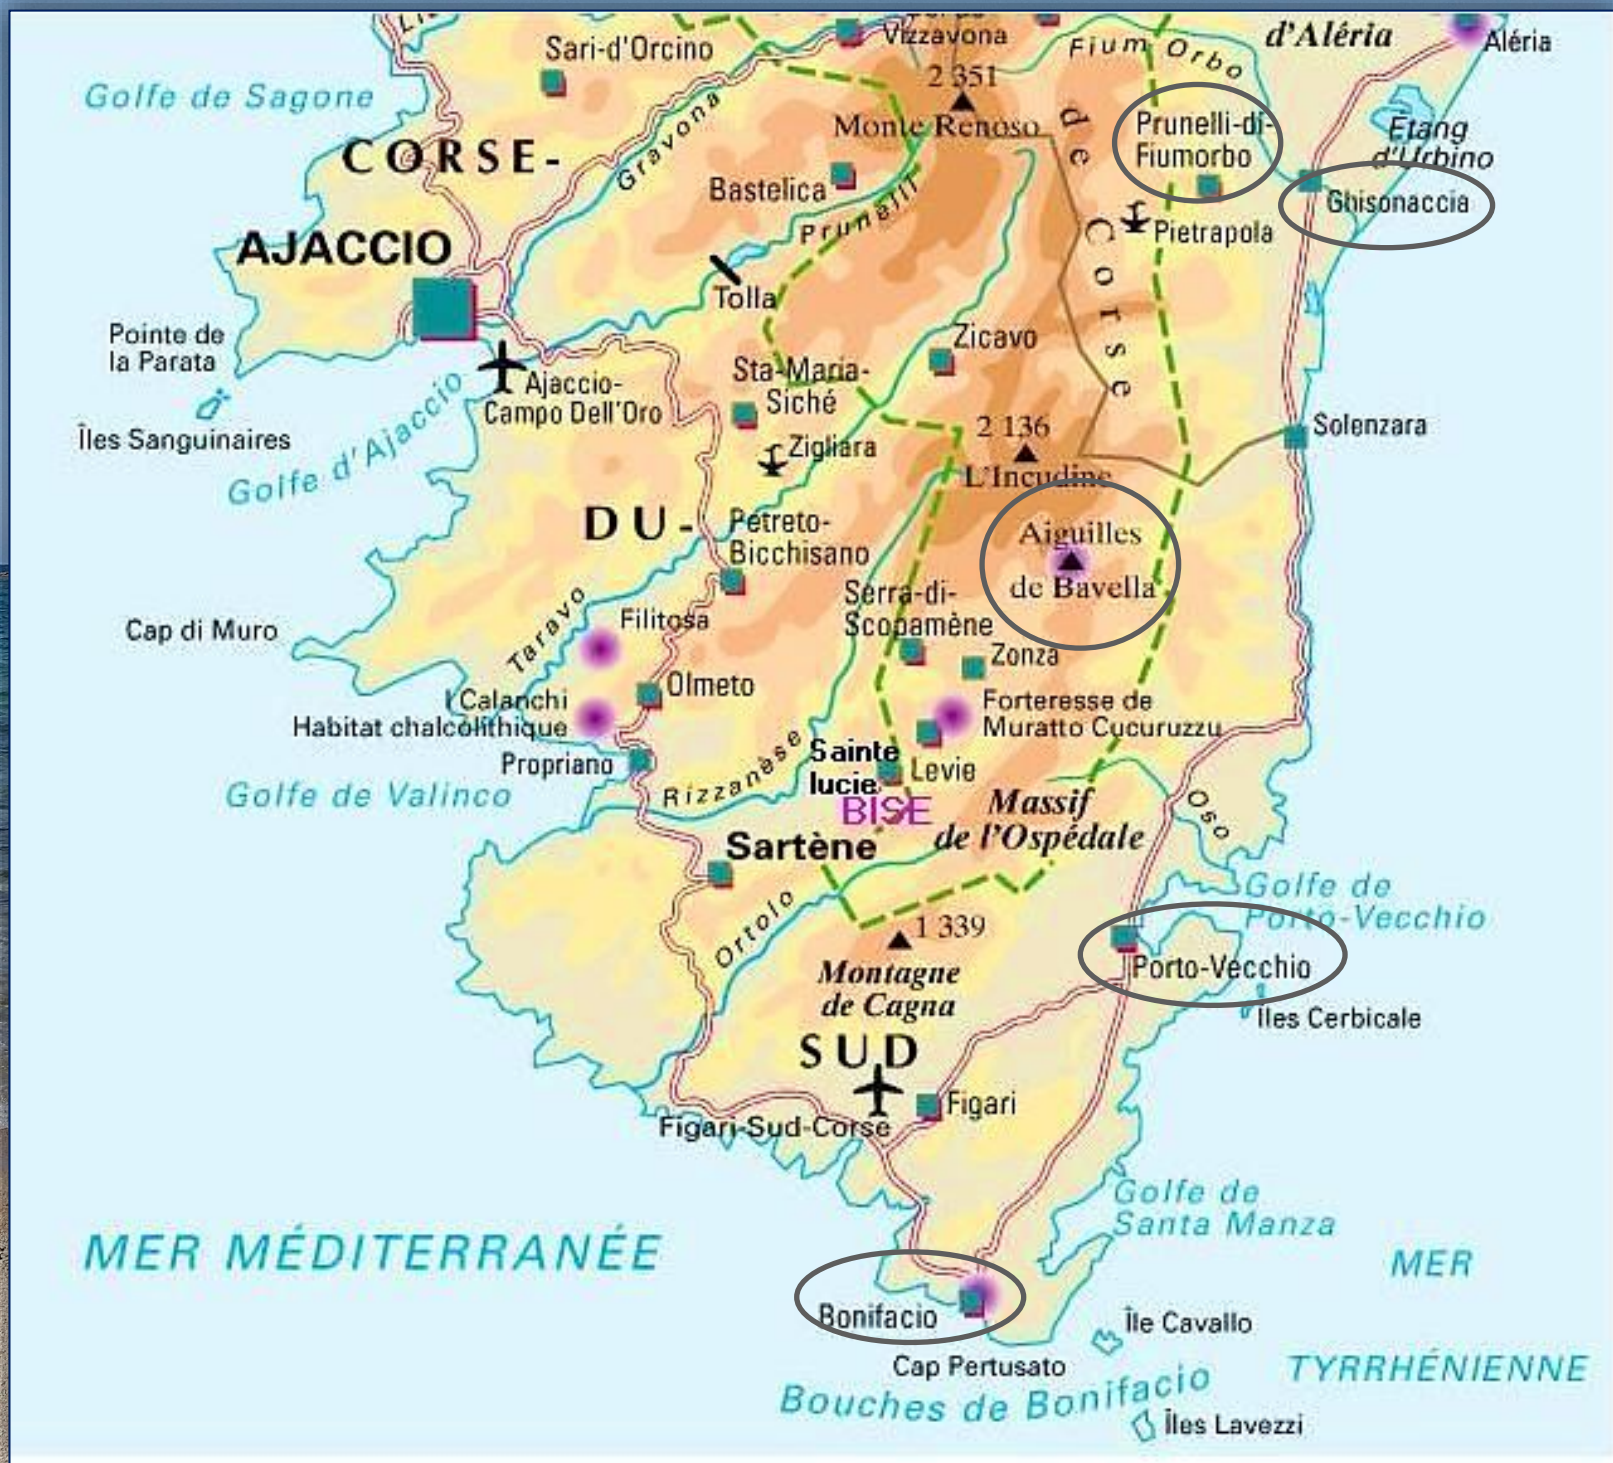 Sari-d'Orcino
Vizzavona
Fium Orbo
d'Aléria
Aléria
Golfe de Sagone
2 351
Monte Renoso
de Corse
Prunelli-di-
Fiumorbo
Étang
d'Urbino
CORSE-
Gravona
Bastelica
Prunelli
Ghisonaccia
Pietrapola
AJACCIO
Tolla
Pointe de
la Parata
Zicavo
Ajaccio-
Campo Dell'Oro
Sta-Maria-
Siché
Îles Sanguinaires
Golfe d'Ajaccio
Zigliara
2 136
L'Incudine
Solenzara
DU-
Petreto-
Bicchisano
Aiguilles
de Bavella
Serra-di-
Scopamène
Cap di Muro
Taravo
Filitosa
Zonza
Olmeto
I Calanchi
Habitat chalcolithique
Forteresse de
Muratto Cucuruzzu
Propriano
Rizzanèse
Sainte
lucie
Levie
BISE
Golfe de Valinco
Massif
de l'Ospédale
Oso
Sartène
Golfe de
Porto-Vecchio
Ortolo
1 339
Montagne
de Cagna
Porto-Vecchio
Îles Cerbicale
SUD
Figari
Figari-Sud-Corse
Golfe de
Santa Manza
MER MÉDITERRANÉE
MER
TYRRHÉNIENNE
Bonifacio
Île Cavallo
Cap Pertusato
Bouches de Bonifacio
Îles Lavezzi